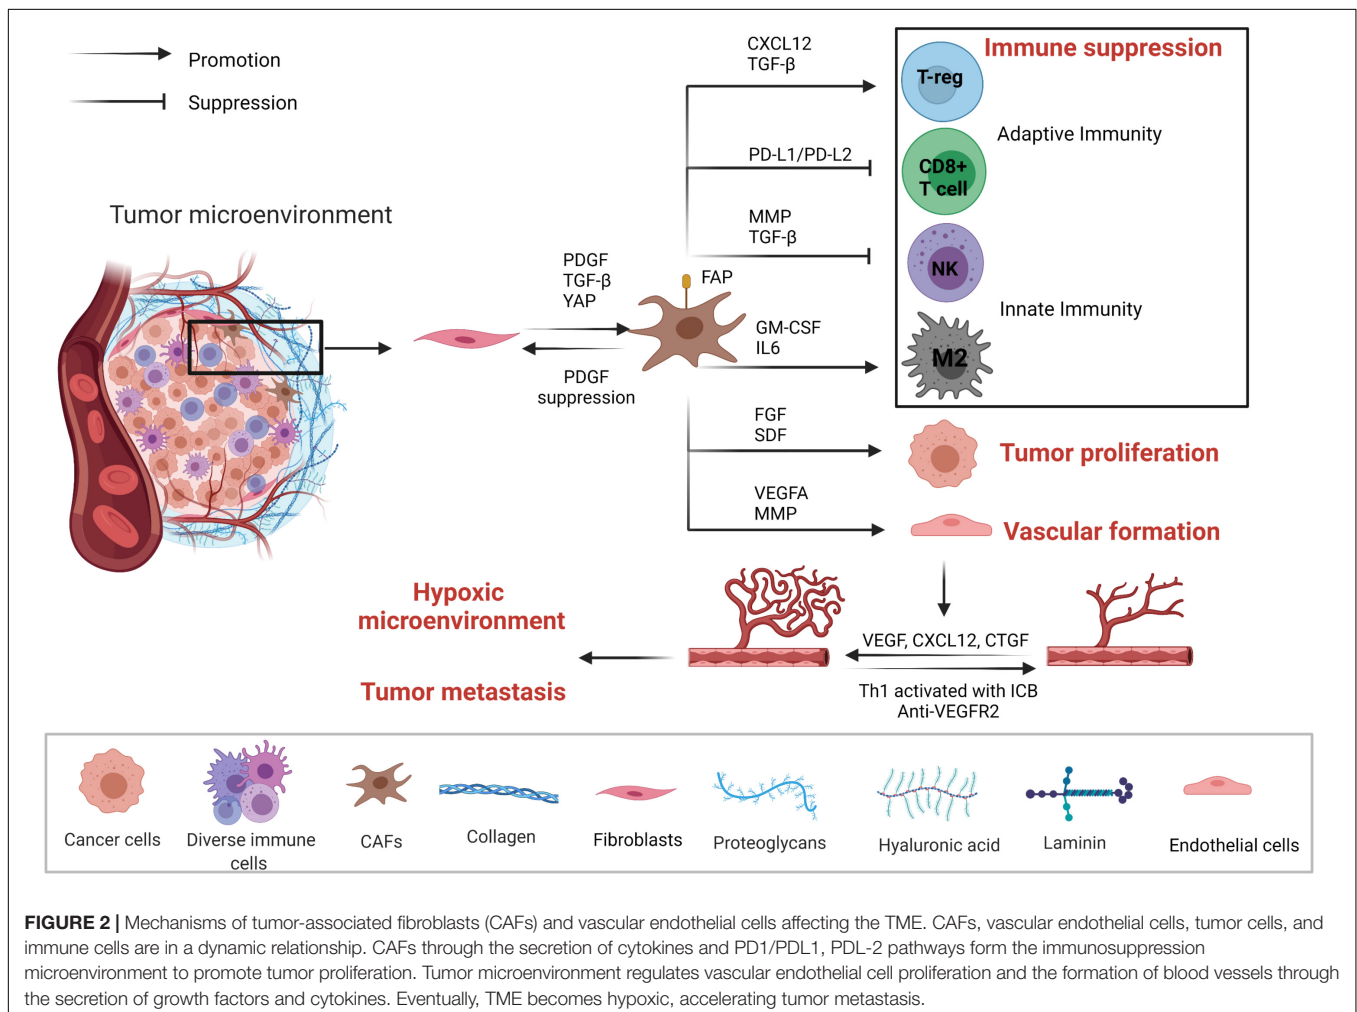 Promotion
Suppression
Tumor microenvironment
PDGF
TGF-β
YAP
PDGF
suppression
FAP
CXCL12
TGF-β
PD-L1/PD-L2
MMP
TGF-β
GM-CSF
IL6
FGF
SDF
VEGFA
MMP
Immune suppression
T-reg
Adaptive Immunity
CD8+
T cell
NK
Innate Immunity
M2
Tumor proliferation
Vascular formation
Hypoxic
microenvironment
Tumor metastasis
VEGF, CXCL12, CTGF
Th1 activated with ICB
Anti-VEGFR2
Cancer cells
Diverse immune
cells
CAFs
Collagen
Fibroblasts
Proteoglycans
Hyaluronic acid
Laminin
Endothelial cells
FIGURE 2 | Mechanisms of tumor-associated fibroblasts (CAFs) and vascular endothelial cells affecting the TME. CAFs, vascular endothelial cells, tumor cells, and
immune cells are in a dynamic relationship. CAFs through the secretion of cytokines and PD1/PDL1, PDL-2 pathways form the immunosuppression
microenvironment to promote tumor proliferation. Tumor microenvironment regulates vascular endothelial cell proliferation and the formation of blood vessels through
the secretion of growth factors and cytokines. Eventually, TME becomes hypoxic, accelerating tumor metastasis.